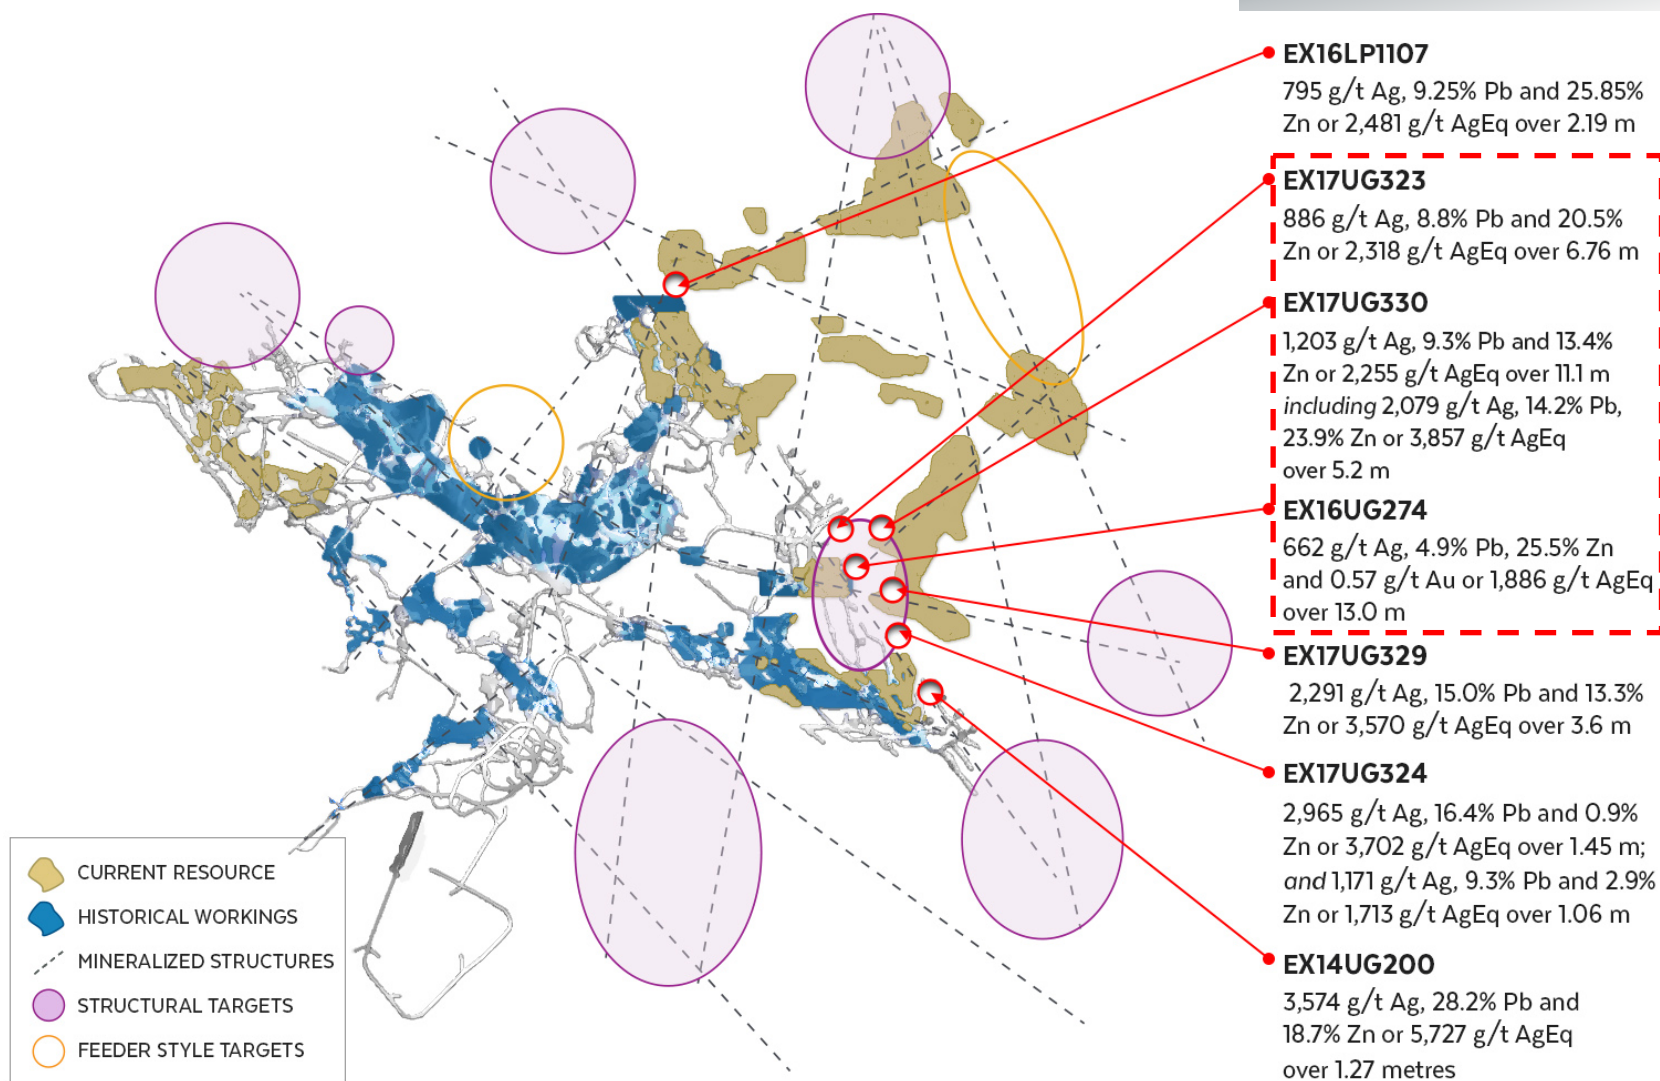 EX16LP1107
795 g/t Ag, 9.25% Pb and 25.85%
Zn or 2,481 g/t AgEq over 2.19 m
EX17UG323
886 g/t Ag, 8.8% Pb and 20.5%
Zn or 2,318 g/t AgEq over 6.76 m
EX17UG330
1,203 g/t Ag, 9.3% Pb and 13.4%
Zn or 2,255 g/t AgEq over 11.1 m
including 2,079 g/t Ag, 14.2% Pb,
23.9% Zn or 3,857 g/t AgEq
over 5.2 m
EX16UG274
662 g/t Ag, 4.9% Pb, 25.5% Zn
and 0.57 g/t Au or 1,886 g/t AgEq
over 13.0 m
EX17UG329
2,291 g/t Ag, 15.0% Pb and 13.3%
Zn or 3,570 g/t AgEq over 3.6 m
EX17UG324
2,965 g/t Ag, 16.4% Pb and 0.9%
Zn or 3,702 g/t AgEq over 1.45 m;
and 1,171 g/t Ag, 9.3% Pb and 2.9%
Zn or 1,713 g/t AgEq over 1.06 m
EX14UG200
3,574 g/t Ag, 28.2% Pb and
18.7% Zn or 5,727 g/t AgEq
over 1.27 metres
CURRENT RESOURCE
HISTORICAL WORKINGS
MINERALIZED STRUCTURES
STRUCTURAL TARGETS
FEEDER STYLE TARGETS